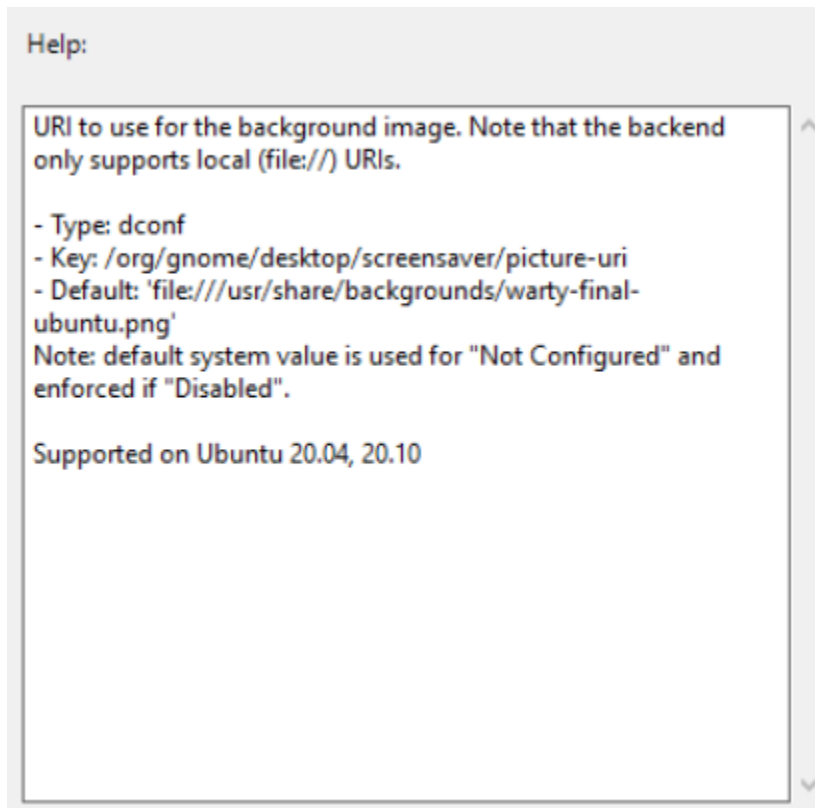 Help:
URI to use for the background image. Note that the backend
only supports local (file://) URIs.
- Type: dconf
- Key: /org/gnome/desktop/screensaver/picture-uri
- Default: 'file:///usr/share/backgrounds/warty-final-
ubuntu.png'
Note: default system value is used for "Not Configured" and
enforced if "Disabled".
Supported on Ubuntu 20.04, 20.10